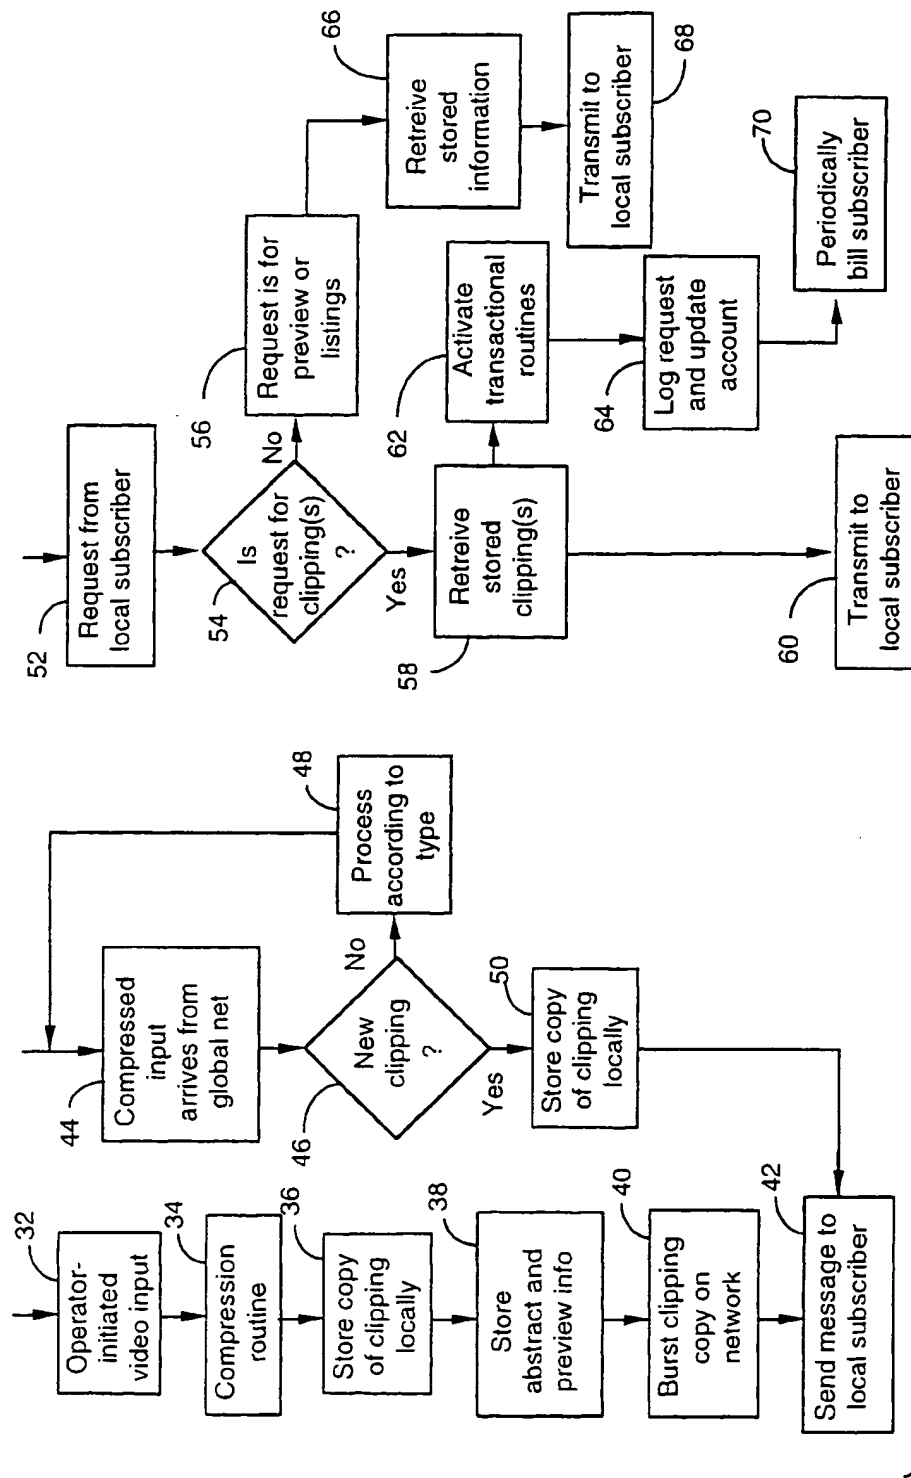 32
Operator-
initiated
video input
34
Compression
routine
36
Store copy
of clipping
locally
38
Store
abstract and
preview info
40
Burst clipping
copy on
network
42
Send message to
local subscriber
44
Compressed
input
arrives from
global net
46
New
clipping
?
No
Yes
48
Process
according to
type
50
Store copy
of clipping
locally
52
Request from
local subscriber
54
Is
request for
clipping(s)
?
No
Yes
56
Request is for
preview or
listings
58
Retreive
stored
clipping(s)
60
Transmit to
local subscriber
62
Activate
transactional
routines
64
Log request
and update
account
66
Retreive
stored
information
68
Transmit to
local subscriber
70
Periodically
bill subscriber